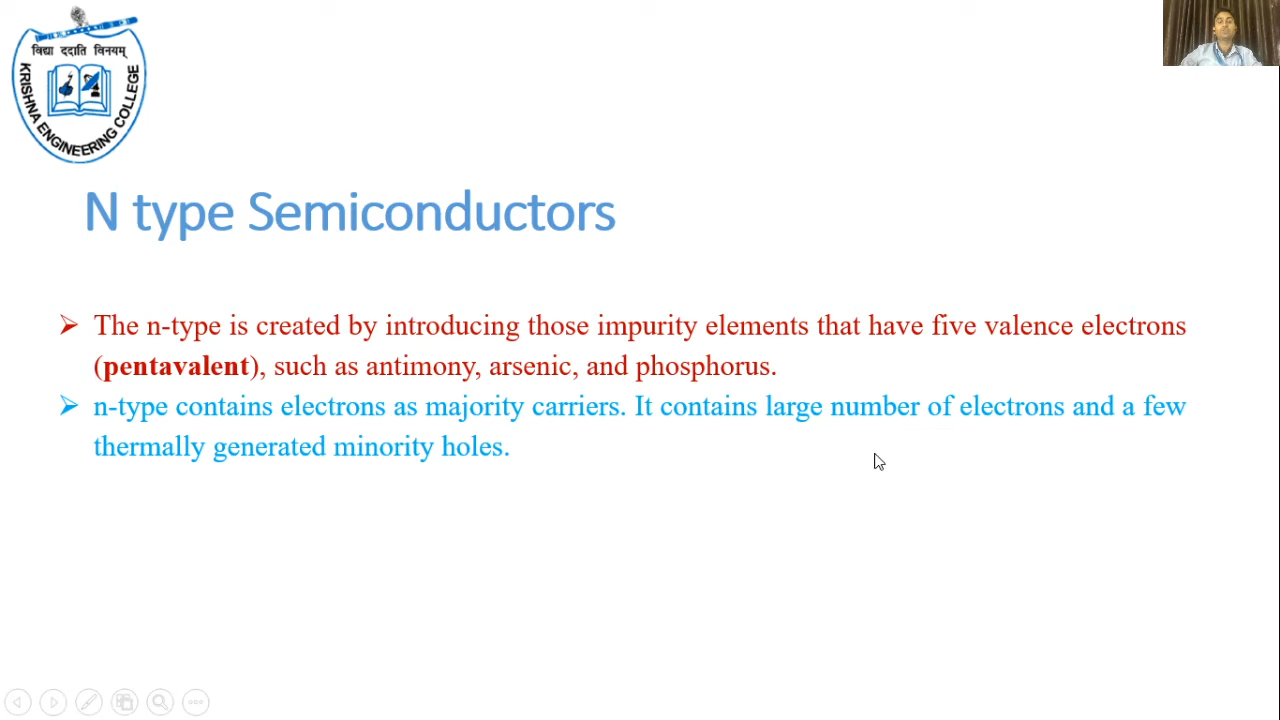 विद्या ददाति विनयम्
KRISHNA ENGINEERING COLLEGE
N type Semiconductors
The n-type is created by introducing those impurity elements that have five valence electrons
(pentavalent), such as antimony, arsenic, and phosphorus.
n-type contains electrons as majority carriers. It contains large number of electrons and a few
thermally generated minority holes.